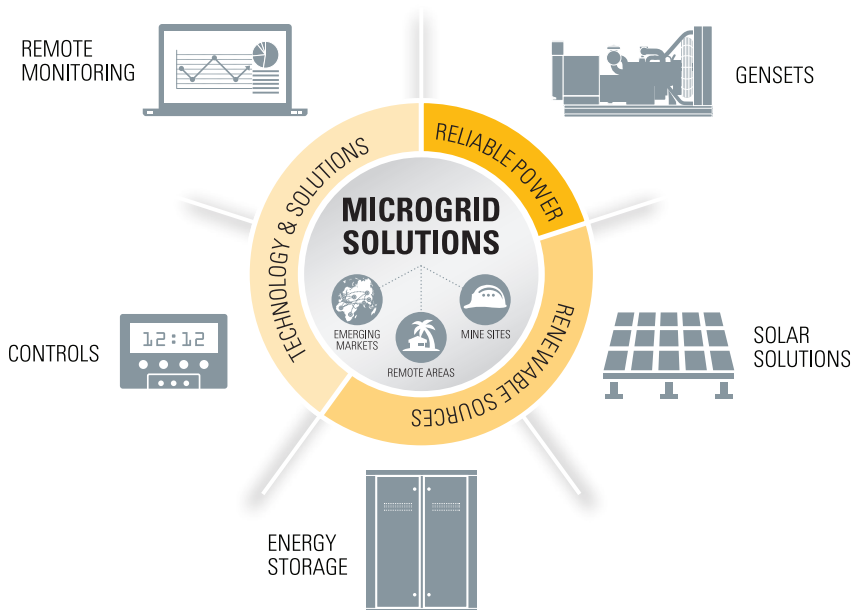 REMOTE
MONITORING
GENSETS
TECHNOLOGY & SOLUTIONS
RELIABLE POWER
MICROGRID
SOLUTIONS
EMERGING
MARKETS
REMOTE AREAS
MINE SITES
RENEWABLE SOURCES
CONTROLS
12:12
SOLAR
SOLUTIONS
ENERGY
STORAGE